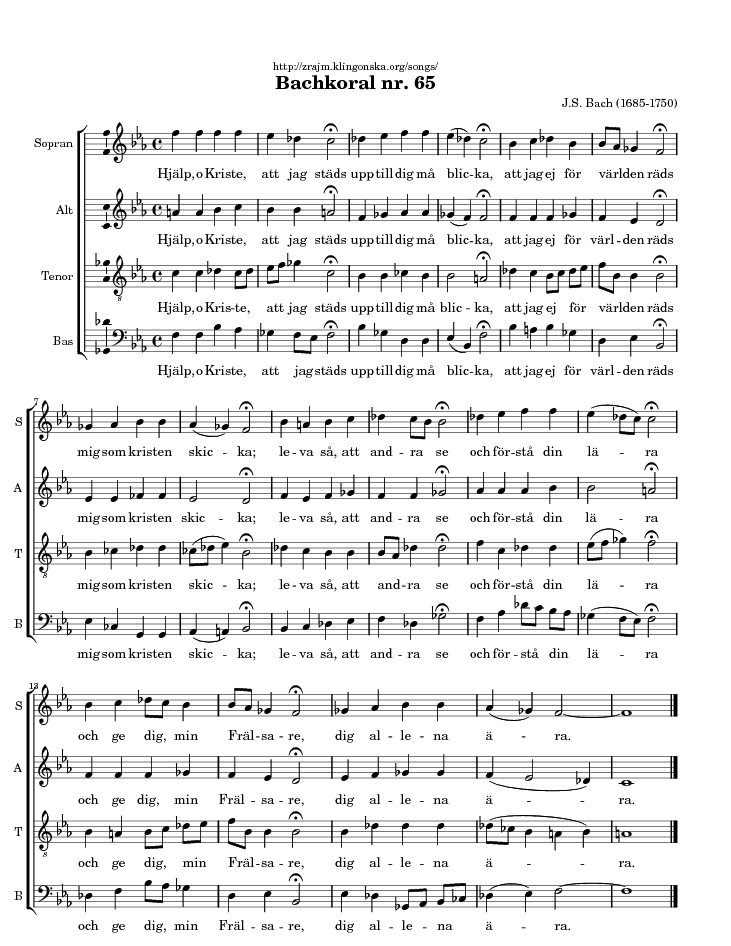 http://zrajm.klingonska.org/songs/
Bachkoral nr. 65
J.S. Bach (1685-1750)
Sopran
Hjälp, o Kriste, att jag städs upp till dig må blic -- ka, att jag ej för världen räds
Alt
Hjälp, o Kriste, att jag städs upp till dig må blic -- ka, att jag ej för värl -- den räds
Tenor
8
Hjälp, o Kris -- te, att jag städs upp till dig må blic -- ka, att jag ej för världen räds
Bas
Hjälp, o Kriste, att jag städs upp till dig må blic -- ka, att jag ej för värl -- den räds
7
S
mig som kristen skic -- ka; le -- va så, att and -- ra se och för -- stå din lä -- ra
A
mig som kristen skic -- ka; le -- va så, att and -- ra se och för -- stå din lä -- ra
T
8
mig som kristen skic -- ka; le -- va så, att and -- ra se och för -- stå din lä -- ra
B
mig som kristen skic -- ka; le -- va så, att and -- ra se och för -- stå din lä -- ra
13
S
och ge dig, min Fräl -- sa -- re, dig al -- le -- na ä -- ra.
A
och ge dig, min Fräl -- sa -- re, dig al -- le -- na ä -- ra.
T
8
och ge dig, min Fräl -- sa -- re, dig al -- le -- na ä -- ra.
B
och ge dig, min Fräl -- sa -- re, dig al -- le -- na ä -- ra.